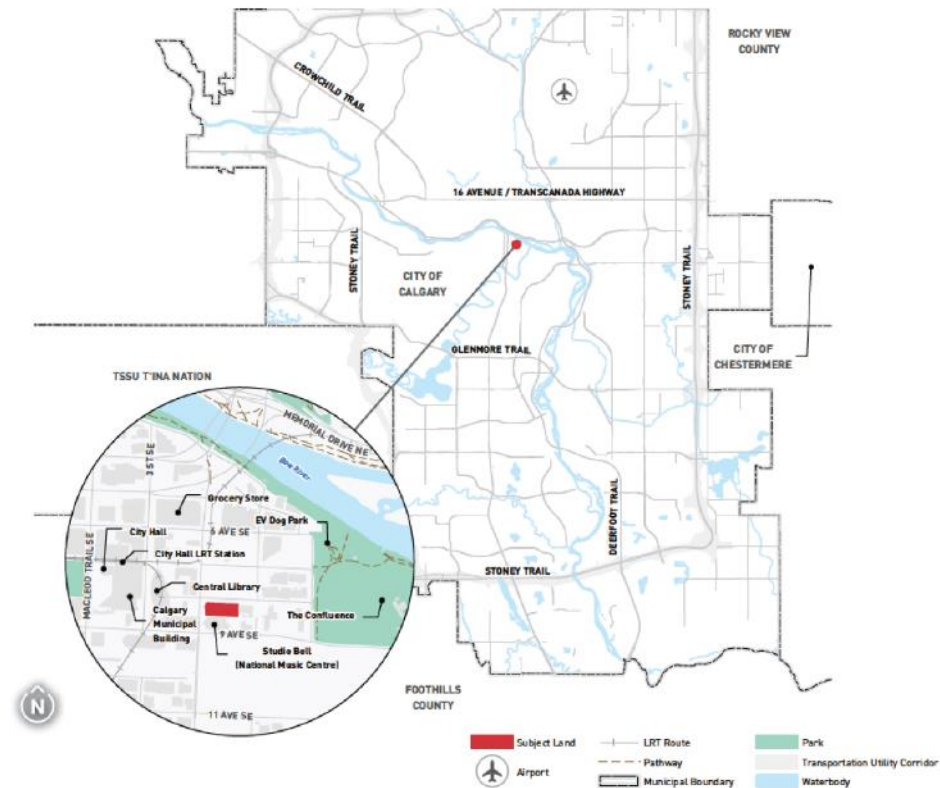 ROCKY VIEW
COUNTY
CROWCHILD TRAIL
16 AVENUE / TRANSCANADA HIGHWAY
STONEY TRAIL
STONEY TRAIL
CITY OF
CALGARY
GLENMORE TRAIL
CITY OF
CHESTERMERE
TSSU T'INA NATION
DEERFOOT TRAIL
STONEY TRAIL
FOOTHILLS
COUNTY
MEMORIAL DRIVE NE
Bow River
3 ST SE
Grocery Store
EV Dog Park
6 AVE SE
City Hall
City Hall LRT Station
MACLEOD TRAIL SE
Central Library
The Confluence
Calgary
Municipal
Building
9 AVE SE
Studio Bell
(National Music Centre)
11 AVE SE
N
Subject Land
LRT Route
Park
Airport
Pathway
Transportation Utility Corridor
Municipal Boundary
Waterbody